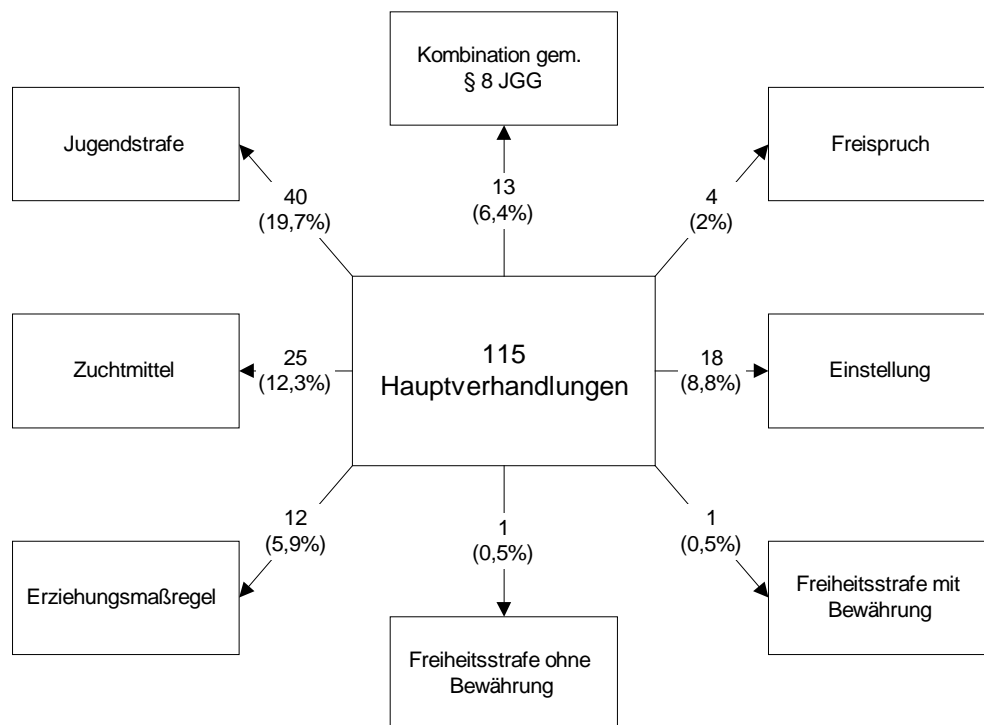 Kombination gem.
§ 8 JGG
Jugendstrafe
Freispruch
40
(19,7%)
13
(6,4%)
4
(2%)
Zuchtmittel
25
(12,3%)
115
Hauptverhandlungen
18
(8,8%)
Einstellung
12
(5,9%)
1
(0,5%)
1
(0,5%)
Erziehungsmaßregel
Freiheitsstrafe ohne
Bewährung
Freiheitsstrafe mit
Bewährung